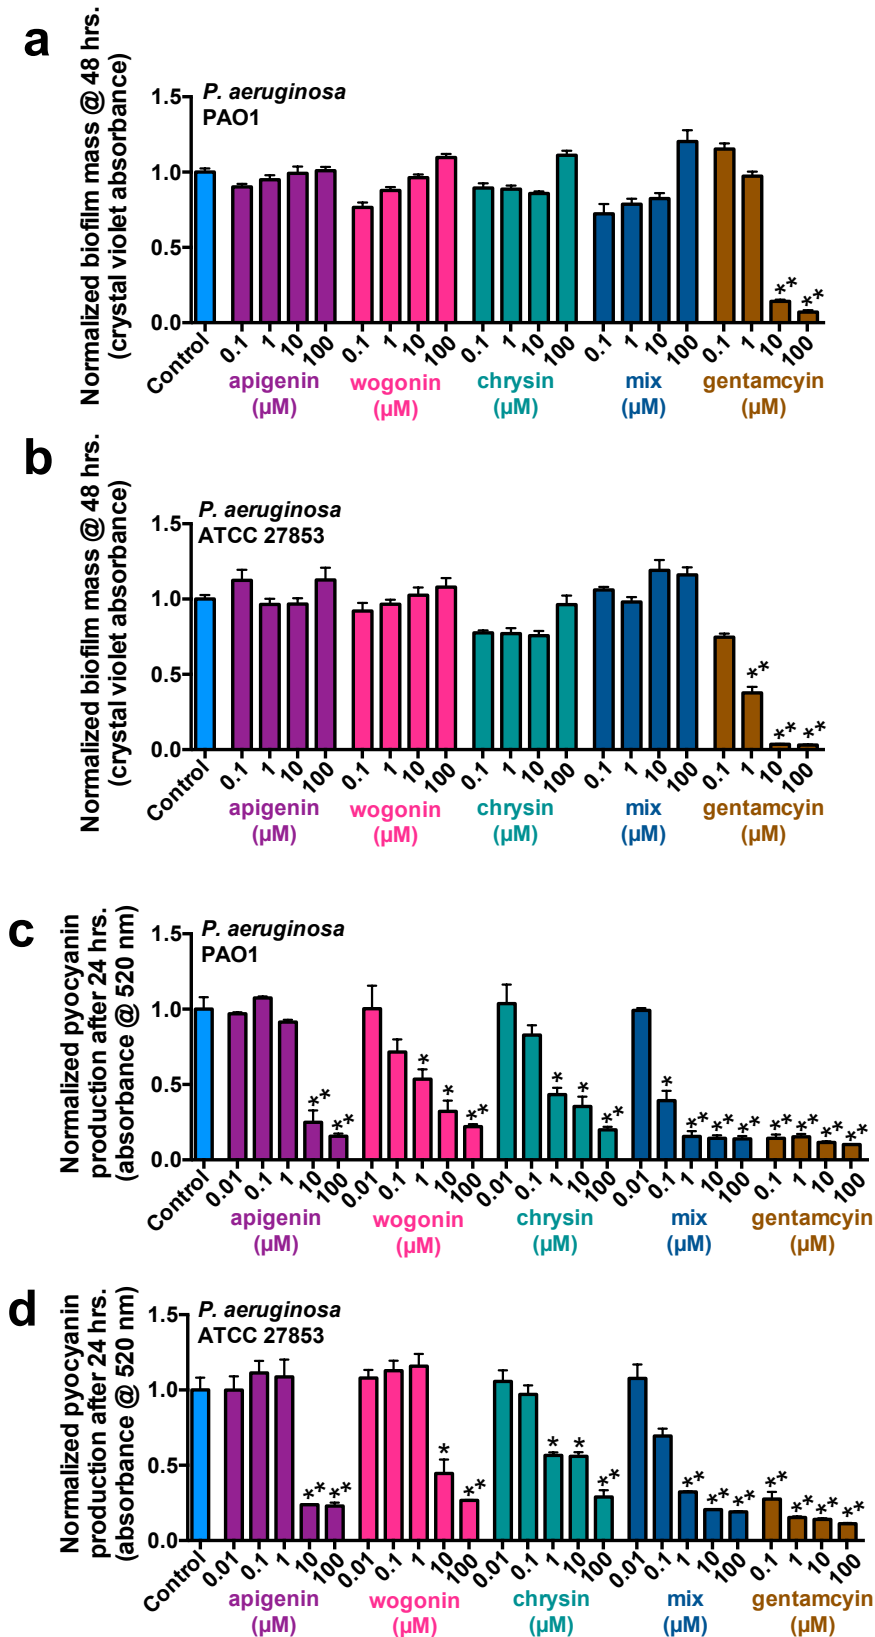 a
Normalized biofilm mass @ 48 hrs.
(crystal violet absorbance)
P. aeruginosa
PAO1
1.5
1.0
0.5
0.0
Control 0.1 1 10 100 0.1 1 10 100 0.1 1 10 100 0.1 1 10 100 0.1 1 10 100
apigenin wogonin chrysin mix gentamcyin
(µM) (µM) (µM) (µM) (µM)
** **
b
Normalized biofilm mass @ 48 hrs.
(crystal violet absorbance)
P. aeruginosa
ATCC 27853
1.5
1.0
0.5
0.0
** ** **
Control 0.1 1 10 100 0.1 1 10 100 0.1 1 10 100 0.1 1 10 100 0.1 1 10 100
apigenin wogonin chrysin mix gentamcyin
(µM) (µM) (µM) (µM) (µM)
c
Normalized pyocyanin
production after 24 hrs.
(absorbance @ 520 nm)
P. aeruginosa
PAO1
1.5
1.0
0.5
0.0
** ** * * ** * * ** * ** ** ** ** ** ** **
Control 0.01 0.1 1 10 100 0.01 0.1 1 10 100 0.01 0.1 1 10 100 0.01 0.1 1 10 100 0.1 1 10 100
apigenin wogonin chrysin mix gentamcyin
(µM) (µM) (µM) (µM) (µM)
d
Normalized pyocyanin
production after 24 hrs.
(absorbance @ 520 nm)
P. aeruginosa
ATCC 27853
1.5
1.0
0.5
0.0
** ** * ** * * ** ** ** ** ** ** ** **
Control 0.01 0.1 1 10 100 0.01 0.1 1 10 100 0.01 0.1 1 10 100 0.01 0.1 1 10 100 0.1 1 10 100
apigenin wogonin chrysin mix gentamcyin
(µM) (µM) (µM) (µM) (µM)